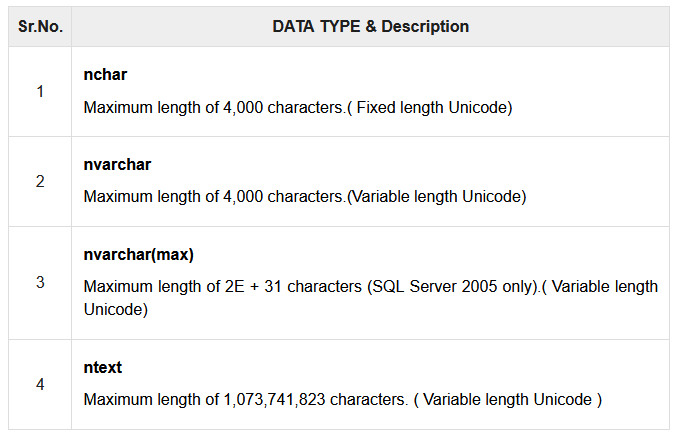 Sr.No. DATA TYPE & Description
1
nchar
Maximum length of 4,000 characters.( Fixed length Unicode)
2
nvarchar
Maximum length of 4,000 characters.(Variable length Unicode)
3
nvarchar(max)
Maximum length of 2E + 31 characters (SQL Server 2005 only).( Variable length
Unicode)
4
ntext
Maximum length of 1,073,741,823 characters. ( Variable length Unicode )